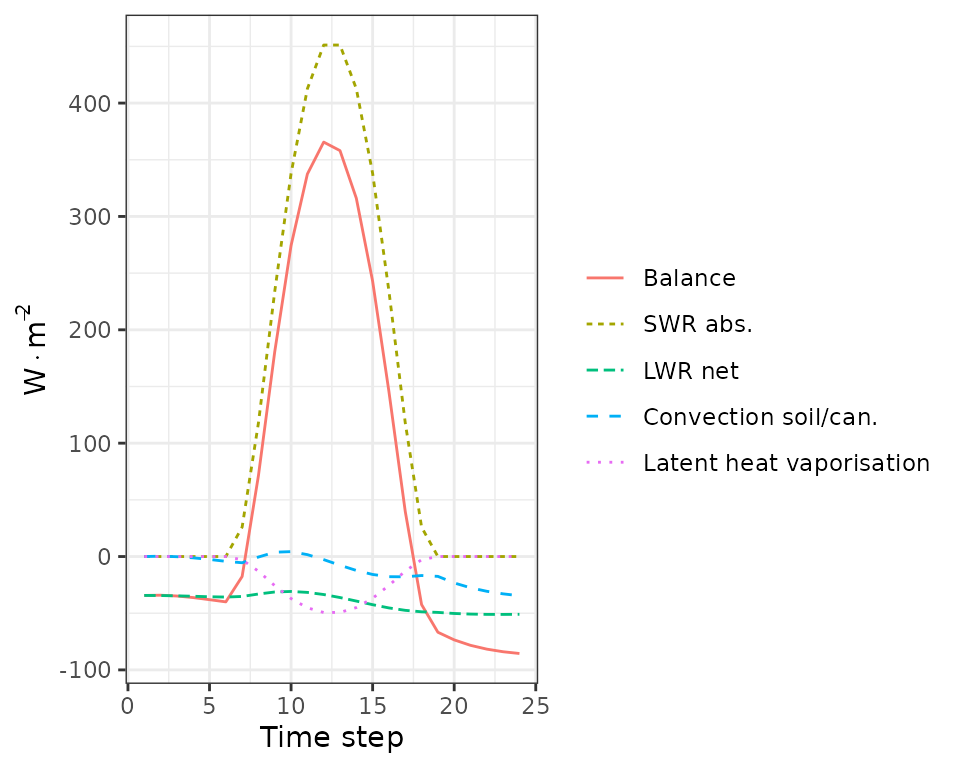 400
300
200
100
0
-100
W · m⁻²
0 5 10 15 20 25
Time step
Balance
SWR abs.
LWR net
Convection soil/can.
Latent heat vaporisation